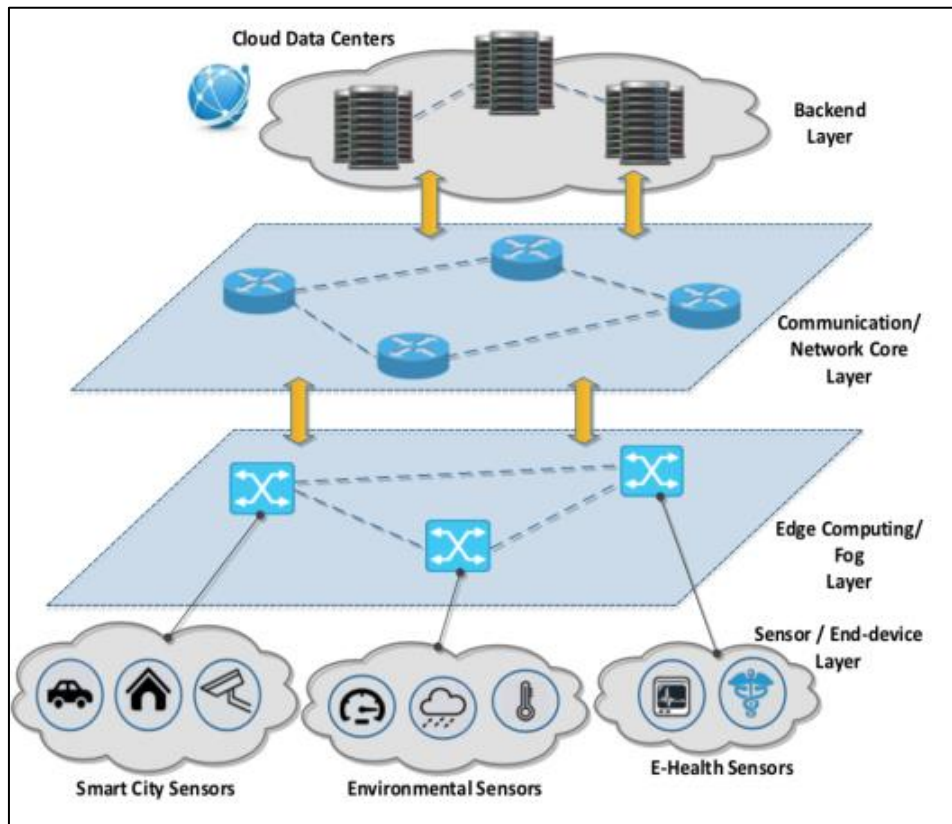 Cloud Data Centers
Backend
Layer
Communication/
Network Core
Layer
Edge Computing/
Fog
Layer
Sensor / End-device
Layer
Smart City Sensors
Environmental Sensors
E-Health Sensors